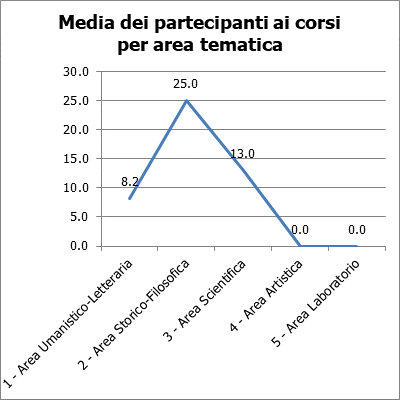 Media dei partecipanti ai corsi
per area tematica
30.0
25.0
20.0
15.0
10.0
5.0
0.0
8.2
25.0
13.0
0.0
0.0
1 - Area Umanistico-Letteraria
2 - Area Storico-Filosofica
3 - Area Scientifica
4 - Area Artistica
5 - Area Laboratorio